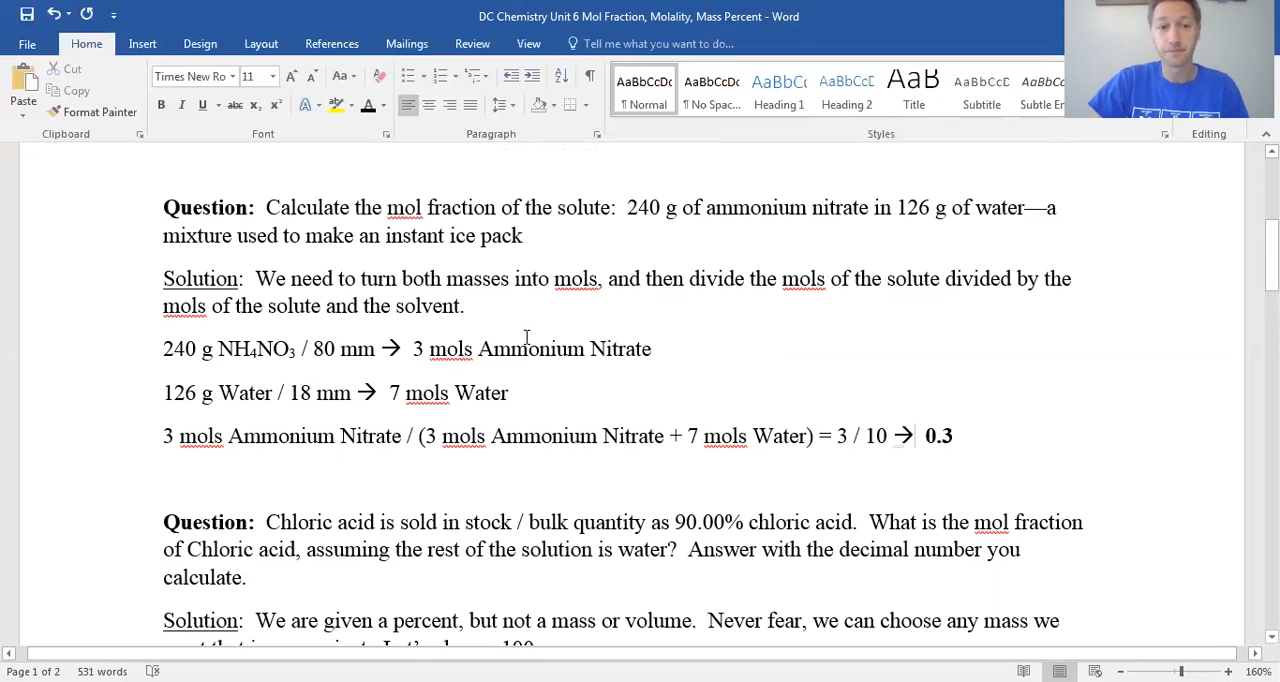 DC Chemistry Unit 6 Mol Fraction, Molality, Mass Percent - Word
File Home Insert Design Layout References Mailings Review View Tell me what you want to do...
Paste
Cut
Copy
Format Painter
Clipboard
Times New Ro 11
Font
Paragraph
AaBbCcDc AaBbCcDc AaBbCc AaBbCcC AaB AaBbCcD AaBbCcDc
¶ Normal ¶ No Spac... Heading 1 Heading 2 Title Subtitle Subtle Em
Styles
Editing
Question: Calculate the mol fraction of the solute: 240 g of ammonium nitrate in 126 g of water—a
mixture used to make an instant ice pack
Solution: We need to turn both masses into mols, and then divide the mols of the solute divided by the
mols of the solute and the solvent.
240 g NH₄NO₃ / 80 mm → 3 mols Ammonium Nitrate
126 g Water / 18 mm → 7 mols Water
3 mols Ammonium Nitrate / (3 mols Ammonium Nitrate + 7 mols Water) = 3 / 10 → 0.3
Question: Chloric acid is sold in stock / bulk quantity as 90.00% chloric acid. What is the mol fraction
of Chloric acid, assuming the rest of the solution is water? Answer with the decimal number you
calculate.
Solution: We are given a percent, but not a mass or volume. Never fear, we can choose any mass we
Page 1 of 2 531 words 160%